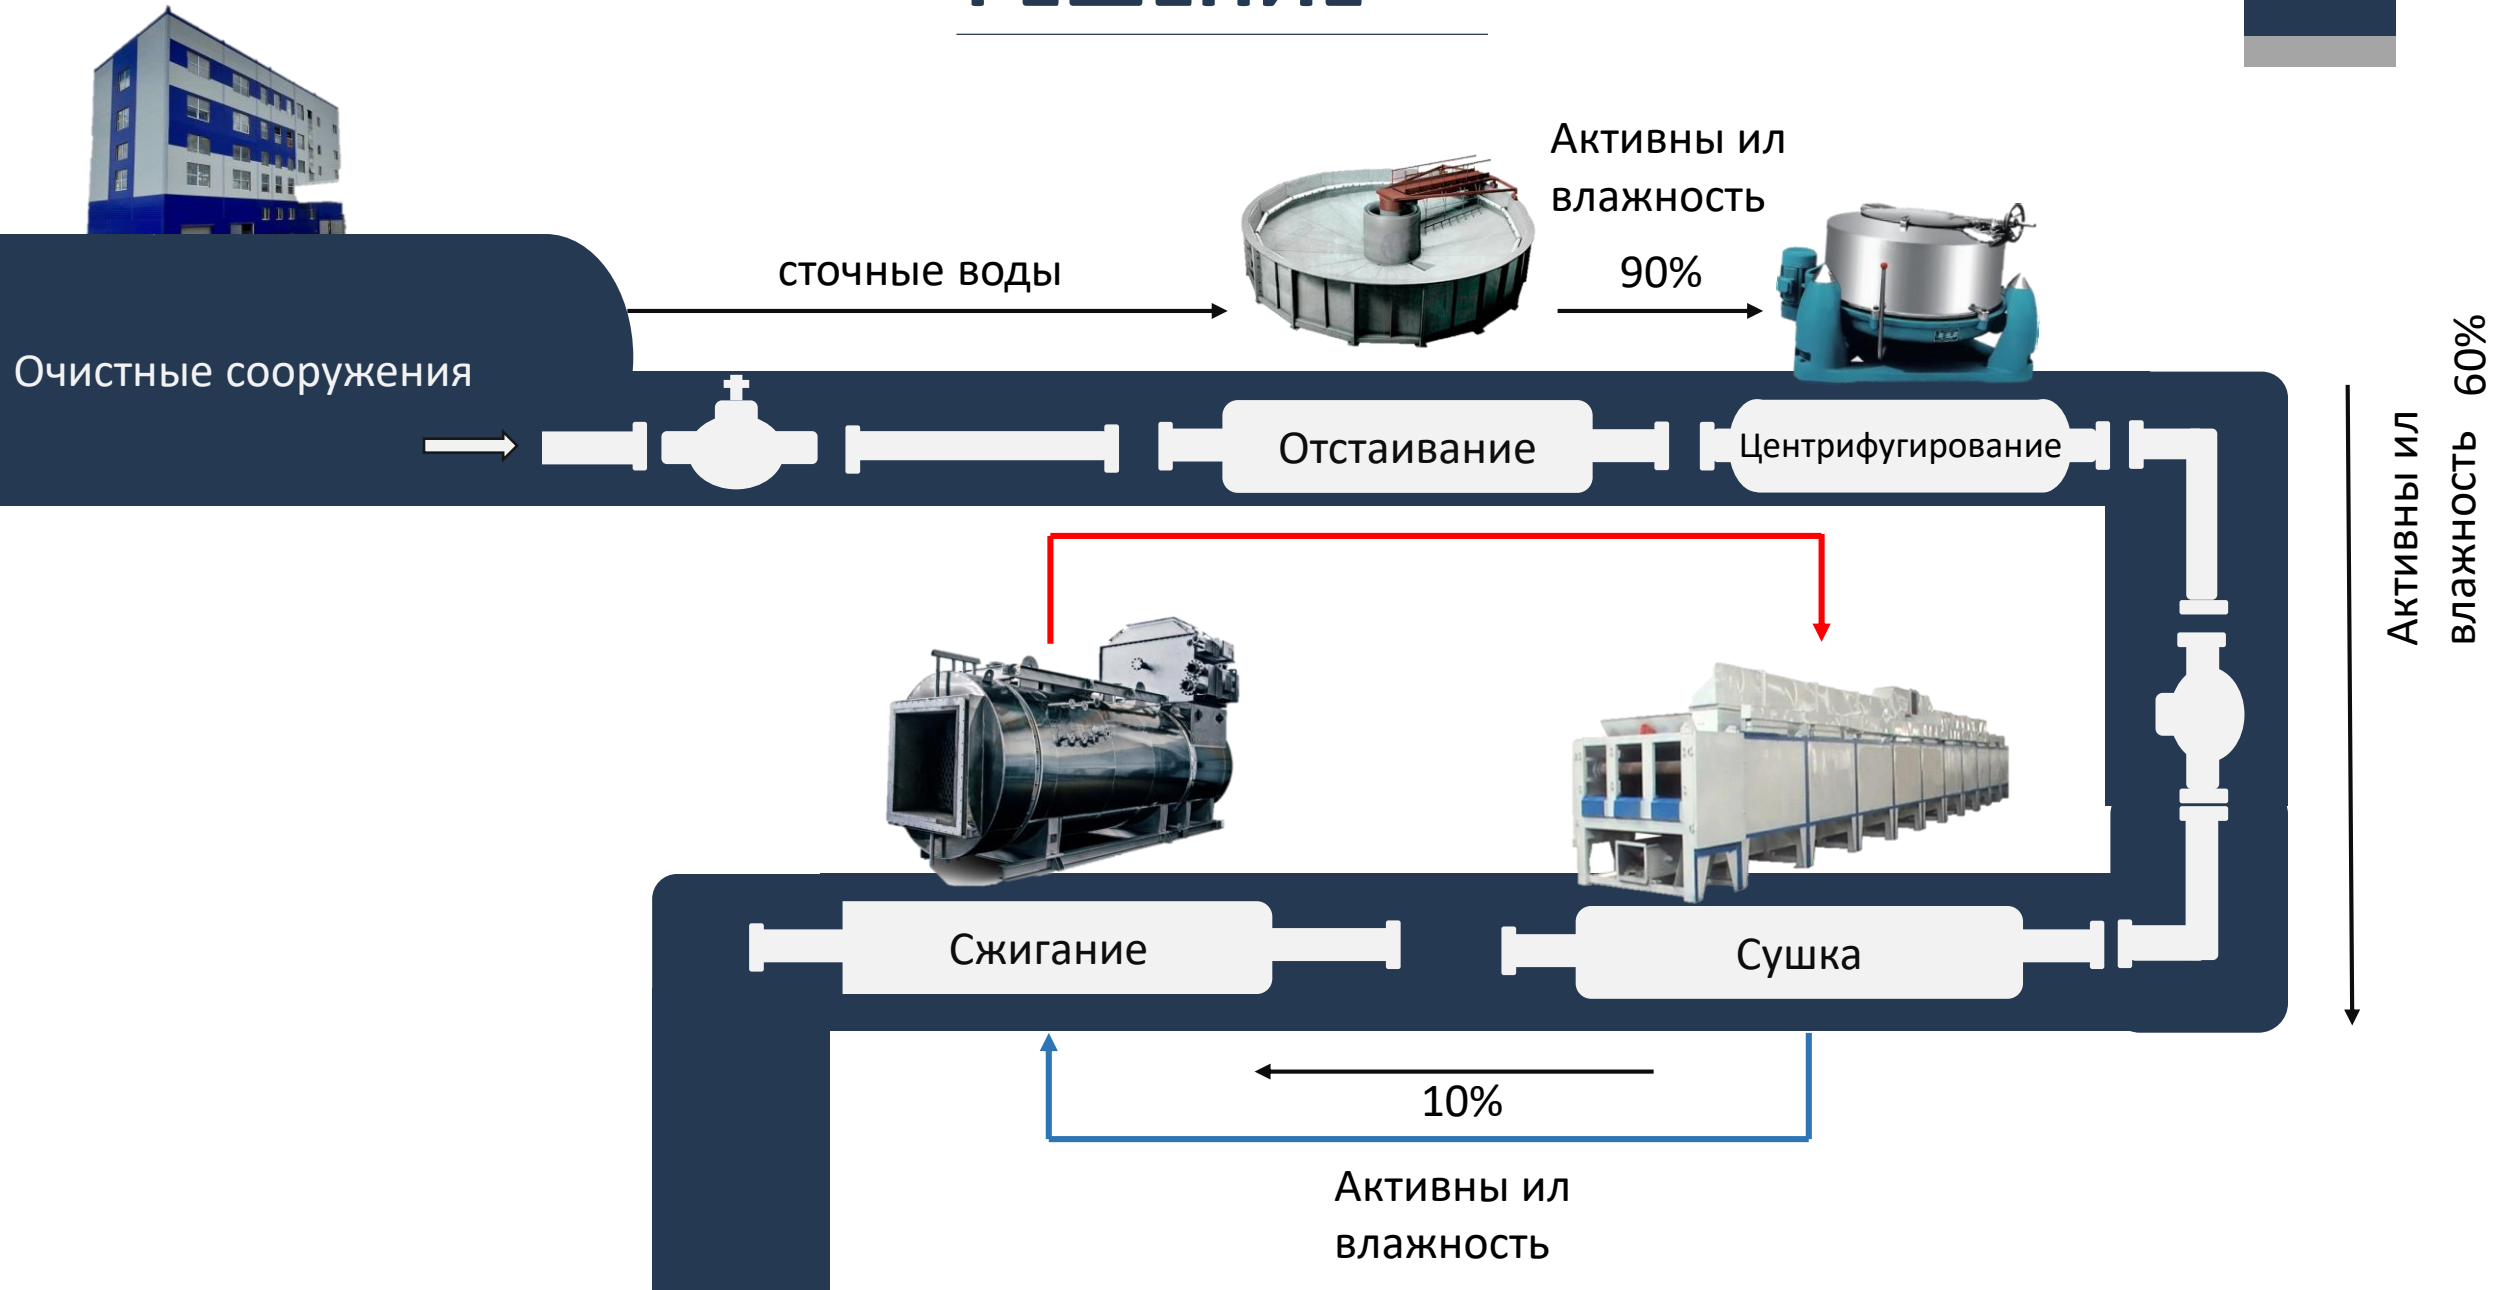 Активны ил
влажность
90%
сточные воды
Очистные сооружения
Отстаивание
Центрифугирование
Активны ил
влажность 60%
Сжигание
Сушка
10%
Активны ил
влажность